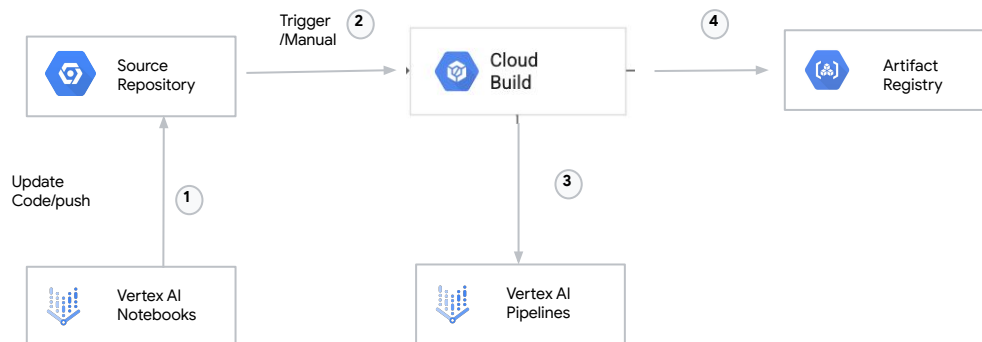 Trigger
/Manual
2
4
Source
Repository
Cloud
Build
Artifact
Registry
Update
Code/push
1
3
Vertex AI
Notebooks
Vertex AI
Pipelines